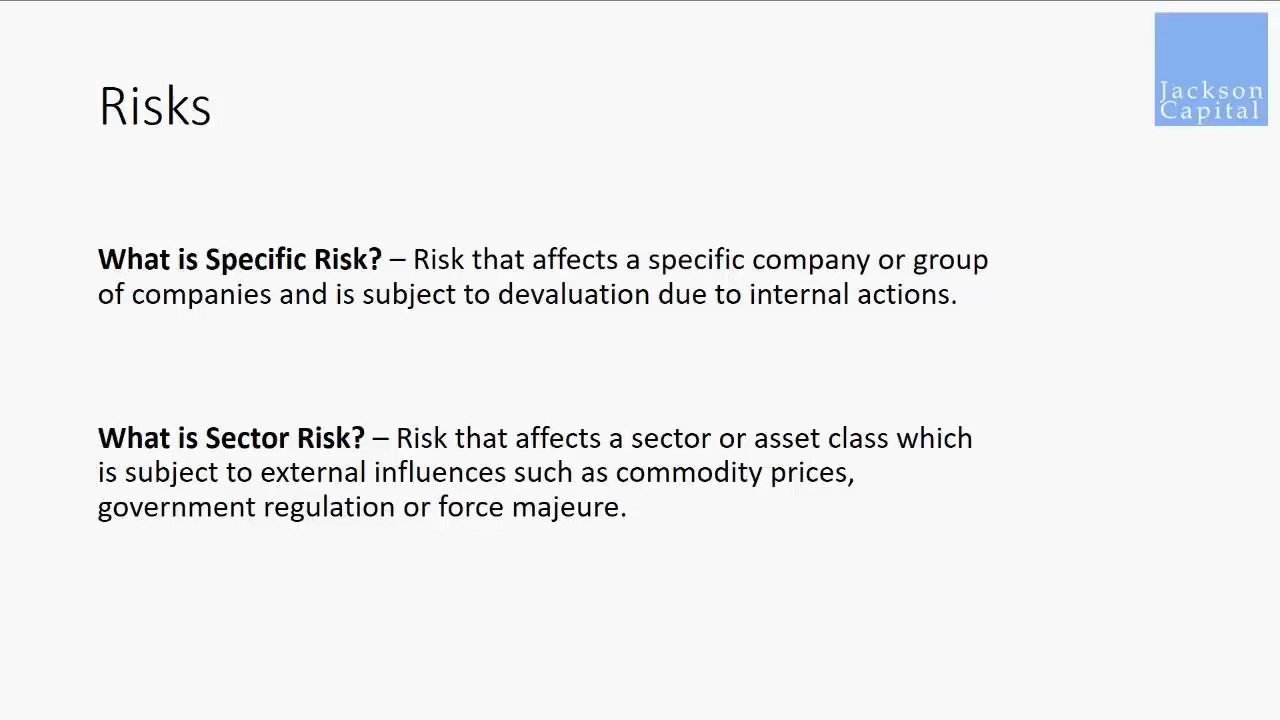 Jackson
Capital
Risks
What is Specific Risk? – Risk that affects a specific company or group
of companies and is subject to devaluation due to internal actions.
What is Sector Risk? – Risk that affects a sector or asset class which
is subject to external influences such as commodity prices,
government regulation or force majeure.